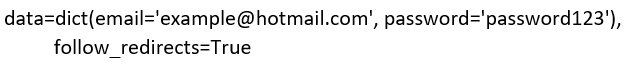 data=dict(email='example@hotmail.com', password='password123'),
follow_redirects=True